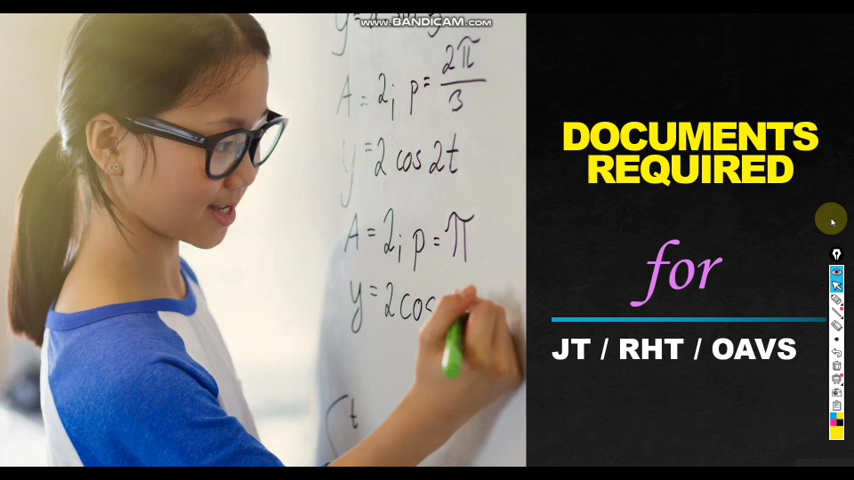 www.BANDICAM.com
A = 2; p = 2π/3
y = 2 cos 2t
A = 2; p = π
y = 2 cos
t
DOCUMENTS
REQUIRED
for
JT / RHT / OAVS